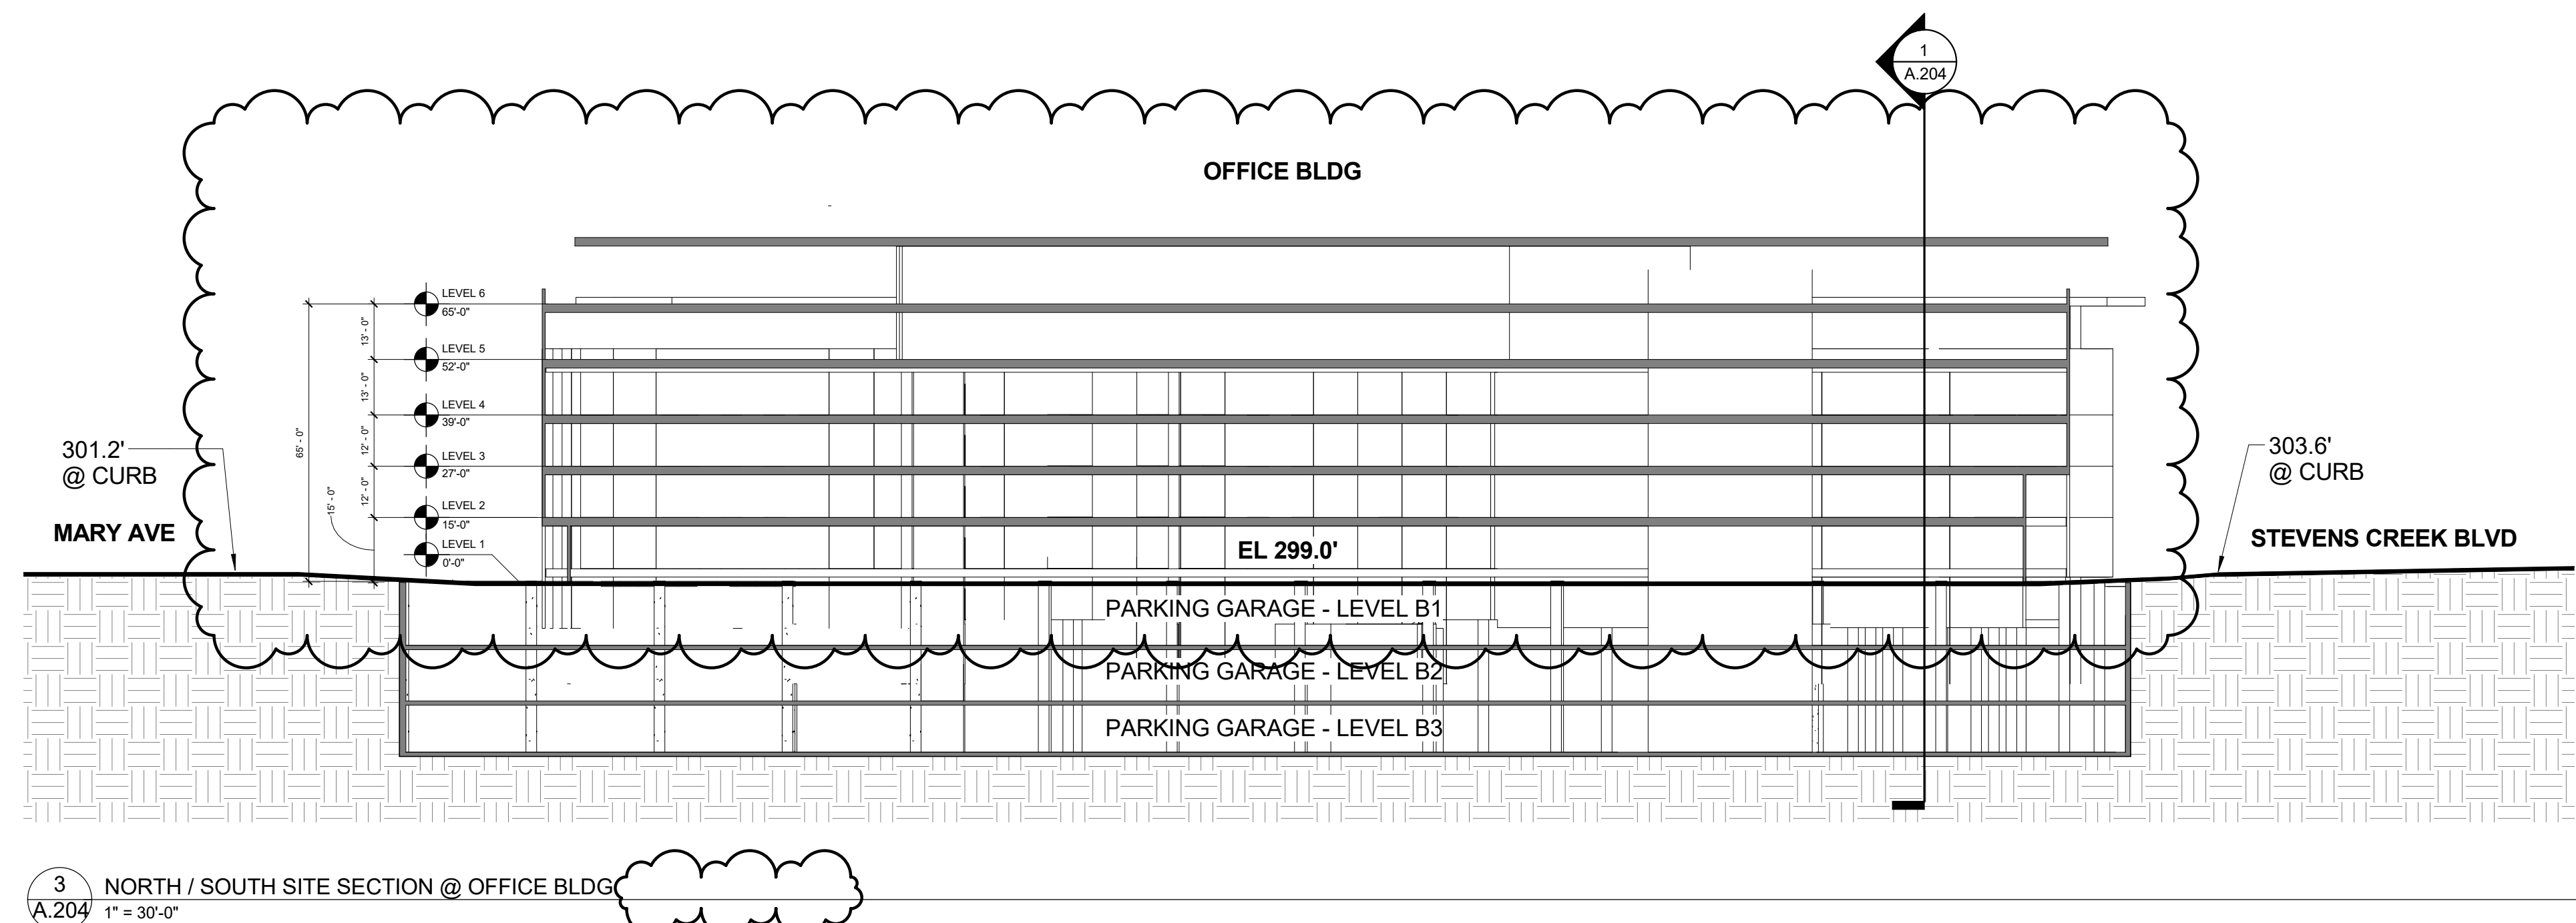 1
A.204
OFFICE BLDG
LEVEL 6
65'-0"
13' - 0"
LEVEL 5
52'-0"
13' - 0"
LEVEL 4
39'-0"
65' - 0"
12' - 0"
LEVEL 3
27'-0"
12' - 0"
15' - 0"
LEVEL 2
15'-0"
LEVEL 1
0'-0"
301.2'
@ CURB
MARY AVE
303.6'
@ CURB
STEVENS CREEK BLVD
EL 299.0'
PARKING GARAGE - LEVEL B1
PARKING GARAGE - LEVEL B2
PARKING GARAGE - LEVEL B3
3
A.204
NORTH / SOUTH SITE SECTION @ OFFICE BLDG
1" = 30'-0"